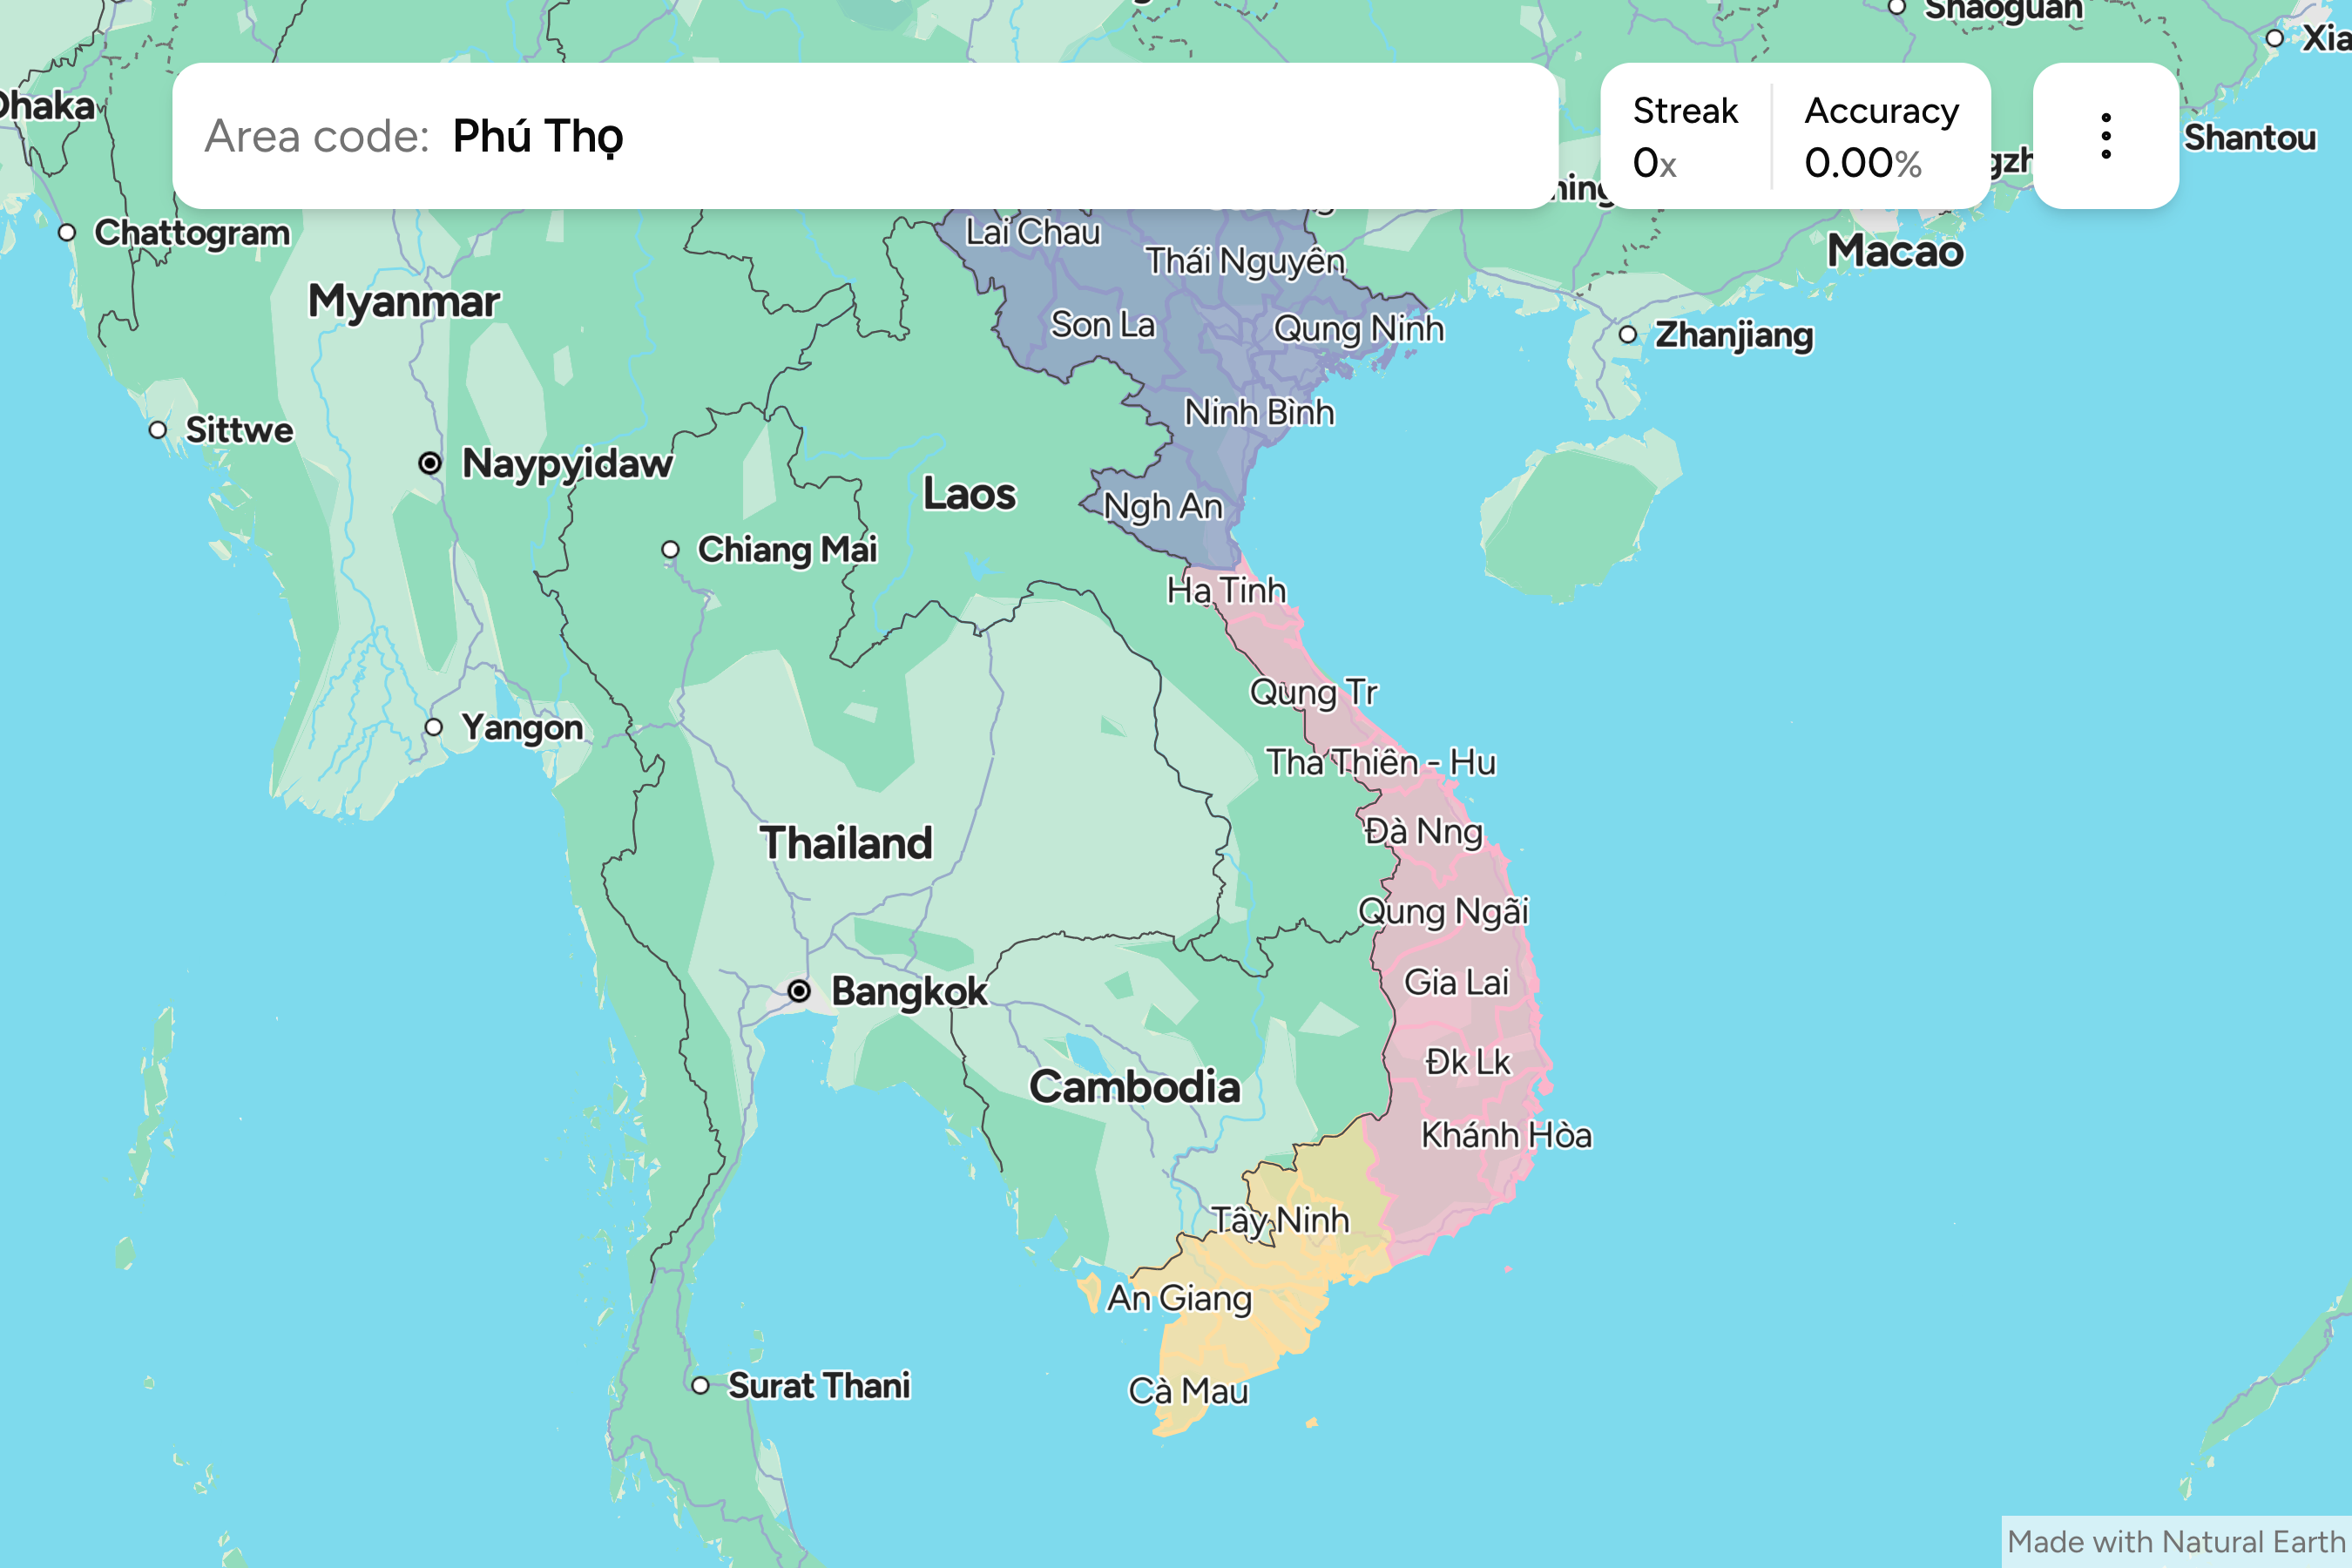 Shaoguan
Xia
Dhaka
Area code: Phú Thọ
Streak
0x
Accuracy
0.00%
Shantou
Chattogram
Lai Chau
Thái Nguyên
Macao
Myanmar
Son La
Qung Ninh
Zhanjiang
Sittwe
Ninh Bình
Naypyidaw
Laos
Ngh An
Chiang Mai
Ha Tinh
Qung Tr
Yangon
Tha Thiên - Hu
Thailand
Đà Nng
Qung Ngãi
Bangkok
Gia Lai
Đk Lk
Cambodia
Khánh Hòa
Tây Ninh
An Giang
Surat Thani
Cà Mau
Made with Natural Earth